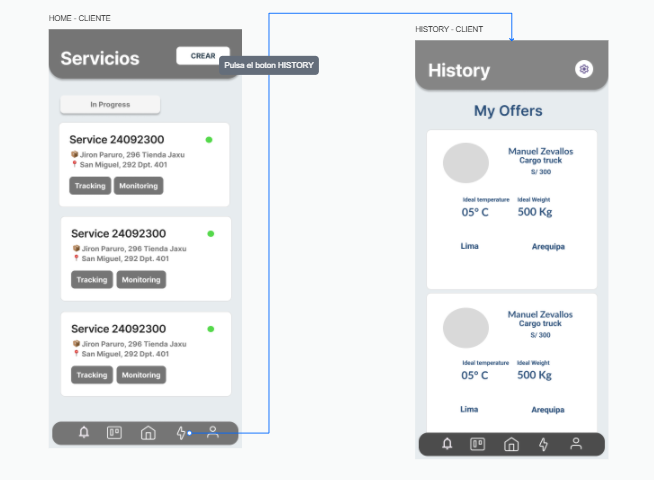 HOME - CLIENTE
Servicios
CREAR
Pulsa el boton HISTORY
In Progress
Service 24092300
Jiron Paruro, 296 Tienda Jaxu
San Miguel, 292 Dpt. 401
Tracking Monitoring
Service 24092300
Jiron Paruro, 296 Tienda Jaxu
San Miguel, 292 Dpt. 401
Tracking Monitoring
Service 24092300
Jiron Paruro, 296 Tienda Jaxu
San Miguel, 292 Dpt. 401
Tracking Monitoring
HISTORY - CLIENT
History
My Offers
Manuel Zevallos
Cargo truck
S/ 300
Ideal temperature Ideal Weight
05° C 500 Kg
Lima Arequipa
Manuel Zevallos
Cargo truck
S/ 300
Ideal temperature Ideal Weight
05° C 500 Kg
Lima Arequipa